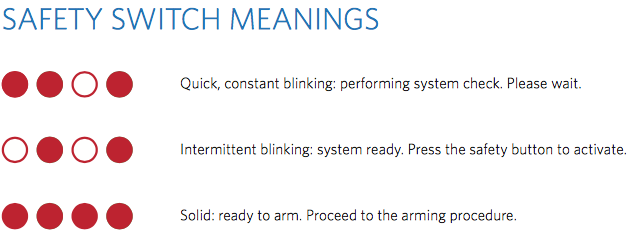 SAFETY SWITCH MEANINGS
Quick, constant blinking: performing system check. Please wait.
Intermittent blinking: system ready. Press the safety button to activate.
Solid: ready to arm. Proceed to the arming procedure.